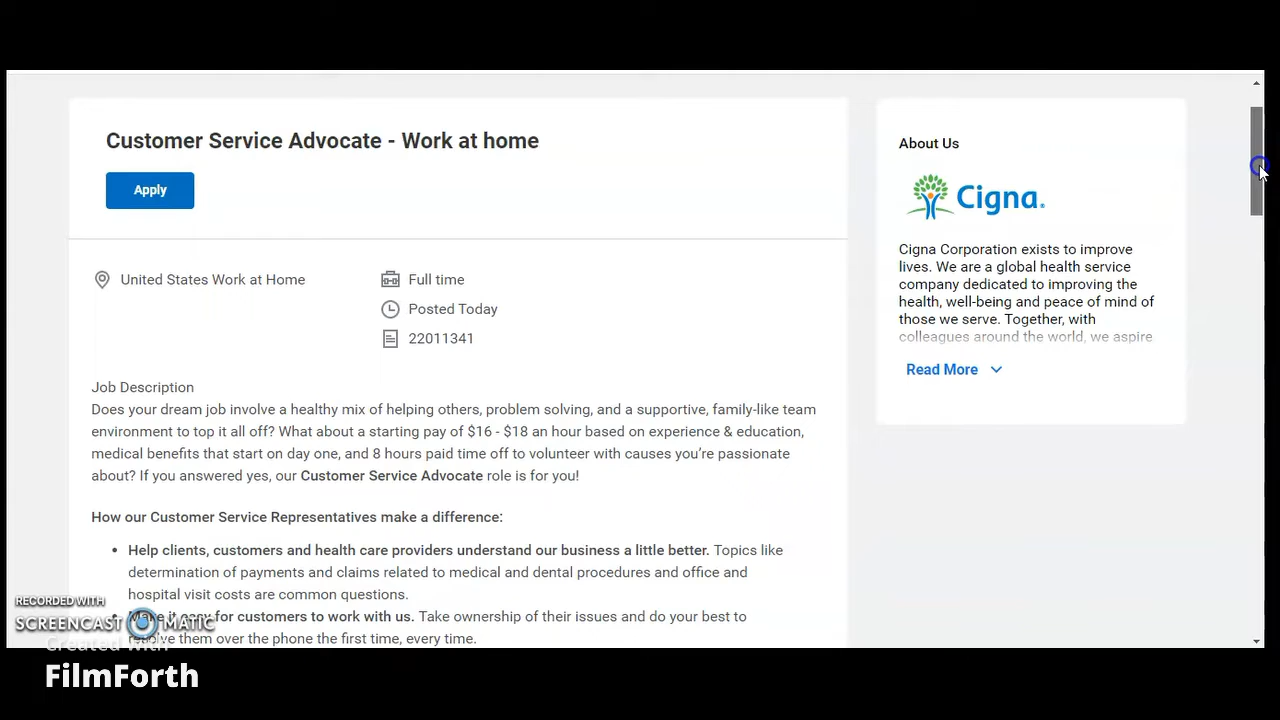 Customer Service Advocate - Work at home
Apply
United States Work at Home
Full time
Posted Today
22011341
Job Description
Does your dream job involve a healthy mix of helping others, problem solving, and a supportive, family-like team
environment to top it all off? What about a starting pay of $16 - $18 an hour based on experience & education,
medical benefits that start on day one, and 8 hours paid time off to volunteer with causes you’re passionate
about? If you answered yes, our Customer Service Advocate role is for you!
How our Customer Service Representatives make a difference:
• Help clients, customers and health care providers understand our business a little better. Topics like
determination of payments and claims related to medical and dental procedures and office and
hospital visit costs are common questions.
• Make it easy for customers to work with us. Take ownership of their issues and do your best to
resolve them over the phone the first time, every time.
About Us
Cigna.
Cigna Corporation exists to improve
lives. We are a global health service
company dedicated to improving the
health, well-being and peace of mind of
those we serve. Together, with
colleagues around the world, we aspire
Read More
RECORDED WITH
SCREENCAST MATIC
Created with
FilmForth